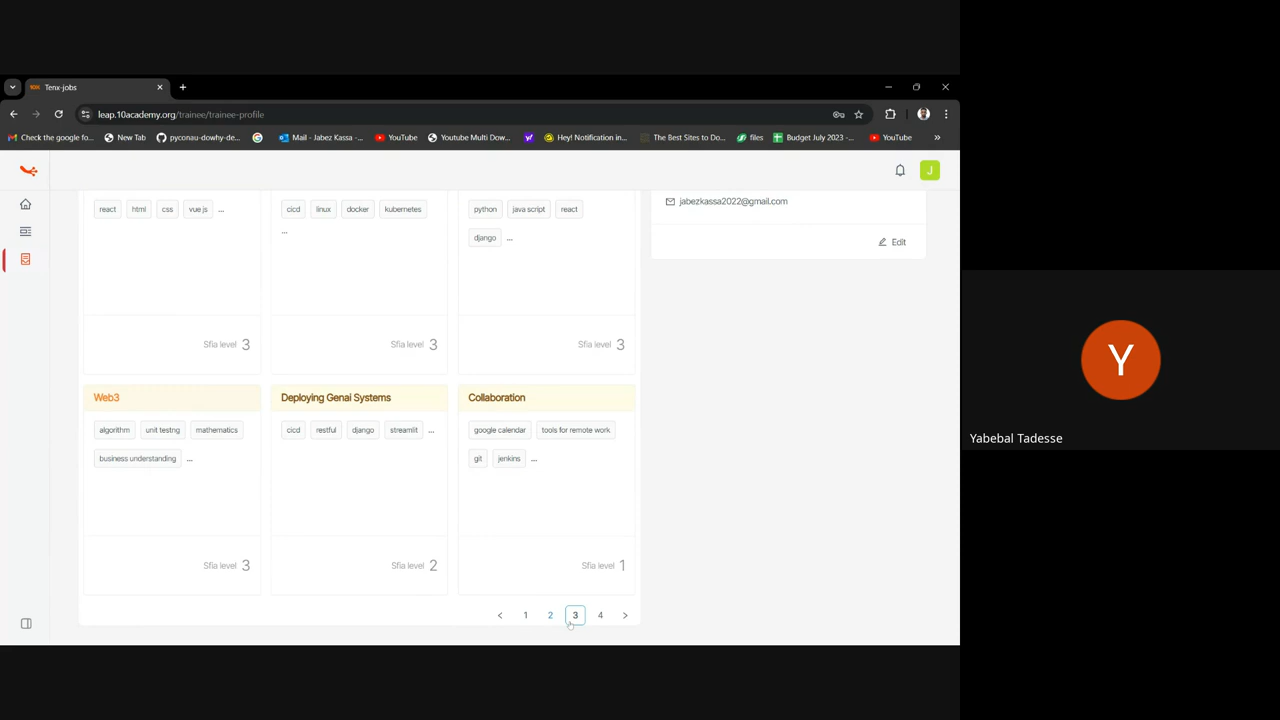 Tenx-jobs
leap.10academy.org/trainee/trainee-profile
Check the google fo...
New Tab
pyconau-dowhy-de...
Mail - Jabez Kassa -...
YouTube
Youtube Multi Dow...
Hey! Notification in...
The Best Sites to Do...
files
Budget July 2023 -...
YouTube
J
react html css vue js ...
cicd linux docker kubernetes
...
python java script react
django ...
jabezkassa2022@gmail.com
Edit
Sfia level 3
Sfia level 3
Sfia level 3
Web3
algorithm unit testng mathematics
business understanding ...
Sfia level 3
Deploying Genai Systems
cicd restful django streamlit ...
Sfia level 2
Collaboration
google calendar tools for remote work
git jenkins ...
Sfia level 1
< 1 2 3 4 >
Y
Yabebal Tadesse